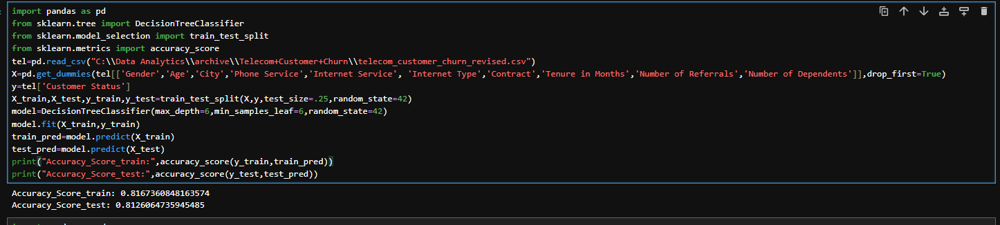 import pandas as pd
from sklearn.tree import DecisionTreeClassifier
from sklearn.model_selection import train_test_split
from sklearn.metrics import accuracy_score
tel=pd.read_csv("C:\\Data Analytics\\archive\\Telecom+Customer+Churn\\telecom_customer_churn_revised.csv")
X=pd.get_dummies(tel[['Gender','Age','City','Phone Service','Internet Service', 'Internet Type','Contract','Tenure in Months','Number of Referrals','Number of Dependents']],drop_first=True)
y=tel['Customer Status']
X_train,X_test,y_train,y_test=train_test_split(X,y,test_size=.25,random_state=42)
model=DecisionTreeClassifier(max_depth=6,min_samples_leaf=6,random_state=42)
model.fit(X_train,y_train)
train_pred=model.predict(X_train)
test_pred=model.predict(X_test)
print("Accuracy_Score_train:",accuracy_score(y_train,train_pred))
print("Accuracy_Score_test:",accuracy_score(y_test,test_pred))
Accuracy_Score_train: 0.8167360848163574
Accuracy_Score_test: 0.8126064735945485